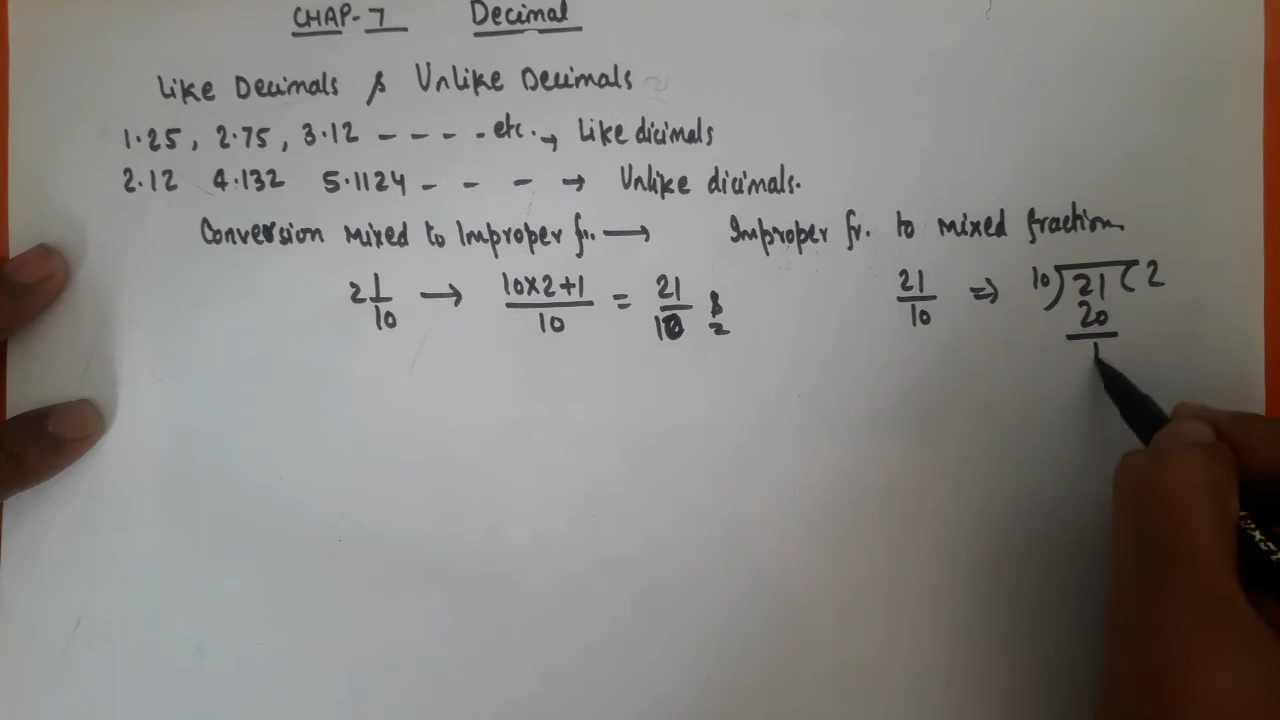 CHAP-7 Decimal
Like Decimals & Unlike Decimals
1.25, 2.75, 3.12 - - - - etc. → Like dicimals
2.12 4.132 5.1124 - - - → Unlike dicimals.
Conversion Mixed to Improper fr. → Improper fr. to mixed fraction
2 1/10 → 10×2+1/10 = 21/10 21/10 ⇒ 10)21(2
20
1